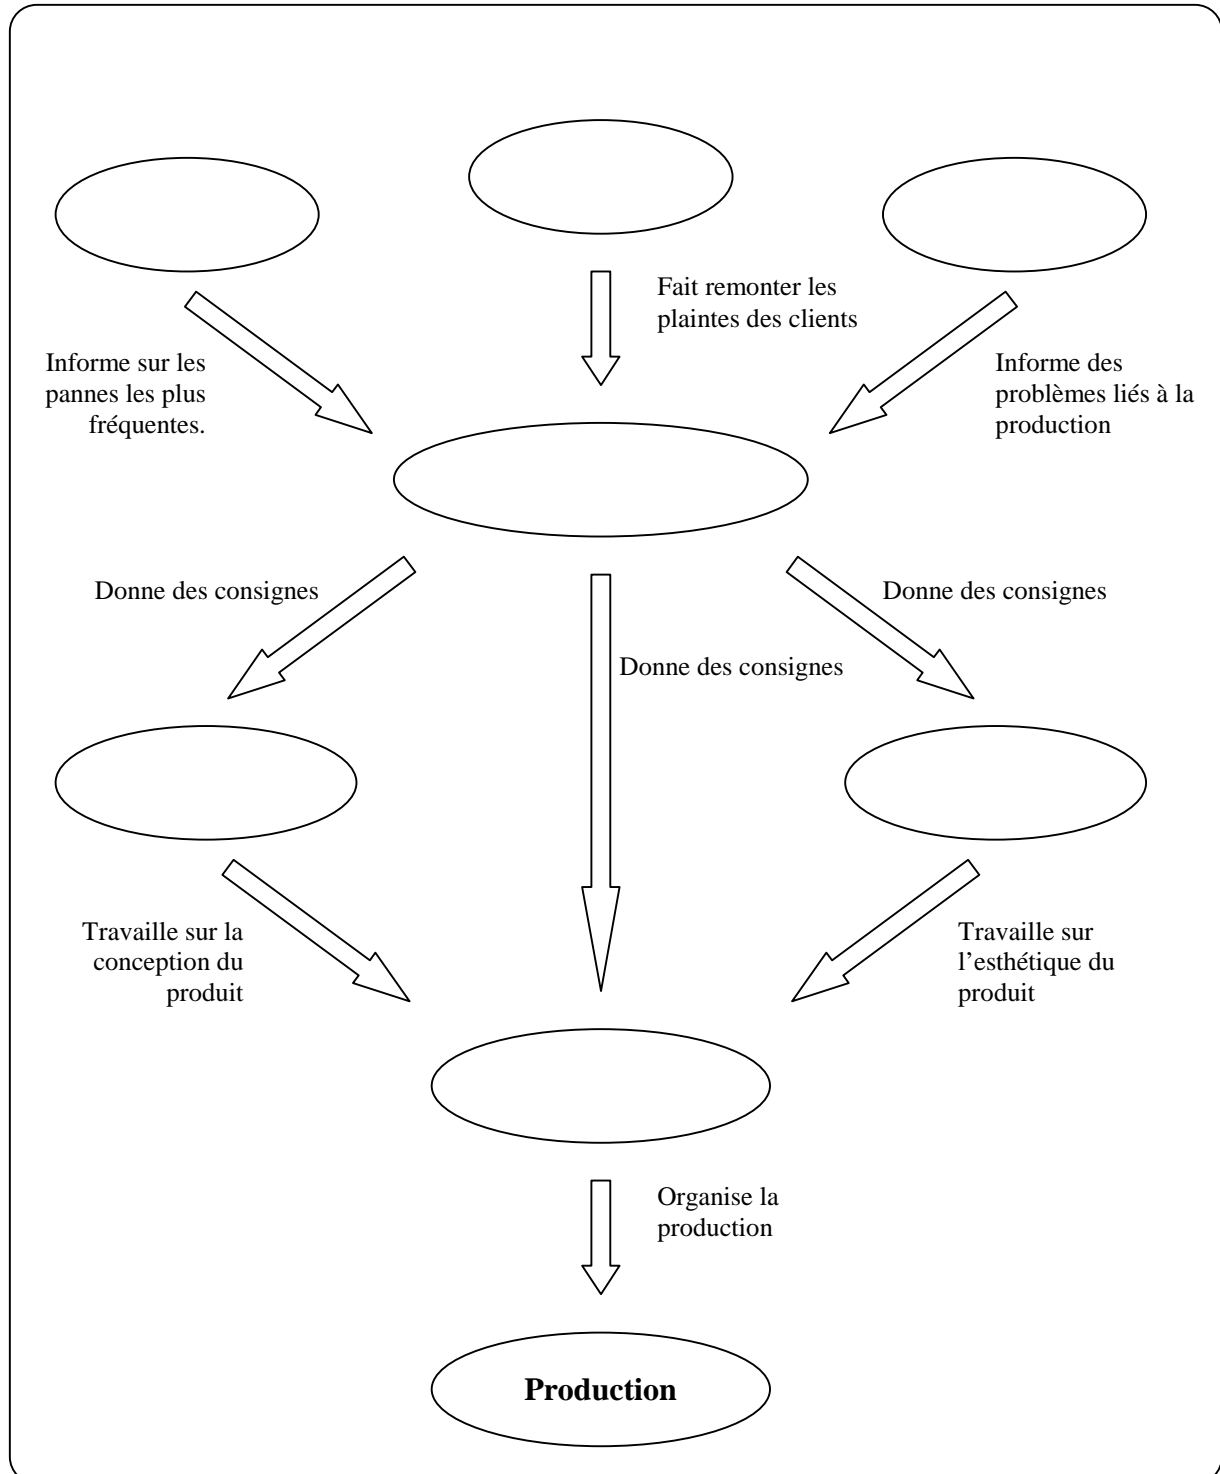 Fait remonter les
plaintes des clients
Informe sur les
pannes les plus
fréquentes.
Informe des
problèmes liés à la
production
Donne des consignes
Donne des consignes
Donne des consignes
Travaille sur la
conception du
produit
Travaille sur
l’esthétique du
produit
Organise la
production
Production